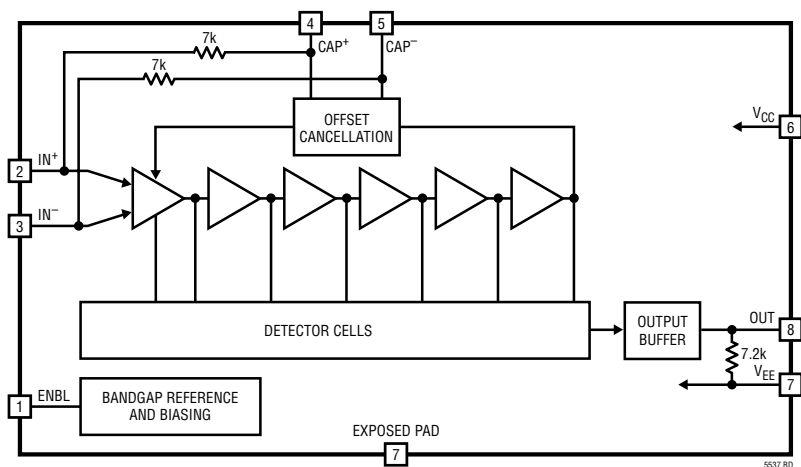 4
5
CAP+
CAP−
7k
7k
OFFSET
CANCELLATION
VCC
6
2
IN+
3
IN−
DETECTOR CELLS
OUTPUT
BUFFER
OUT
8
7.2k
VEE
7
1
ENBL
BANDGAP REFERENCE
AND BIASING
EXPOSED PAD
7
5537 BD